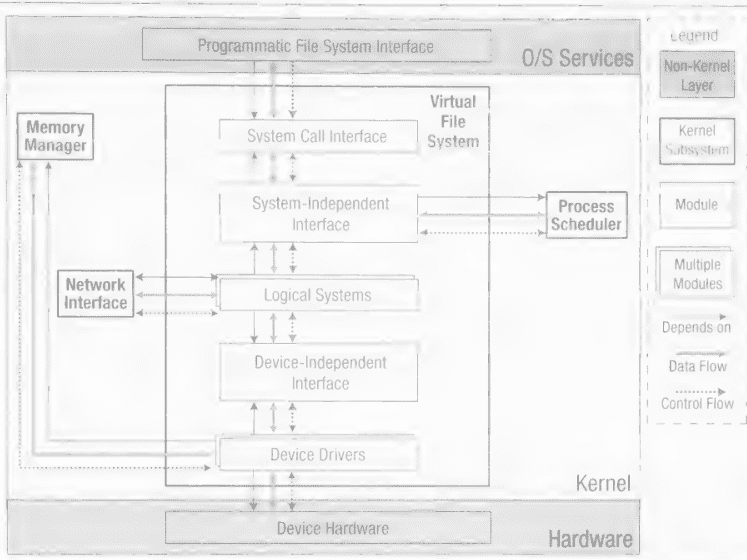 Programmatic File System Interface
O/S Services
Virtual
File
System
Memory
Manager
System Call Interface
System-Independent
Interface
Process
Scheduler
Network
Interface
Logical Systems
Device-Independent
Interface
Device Drivers
Kernel
Device Hardware
Hardware
Legend
Non-Kernel
Layer
Kernel
Subsystem
Module
Multiple
Modules
Depends on
Data Flow
Control Flow